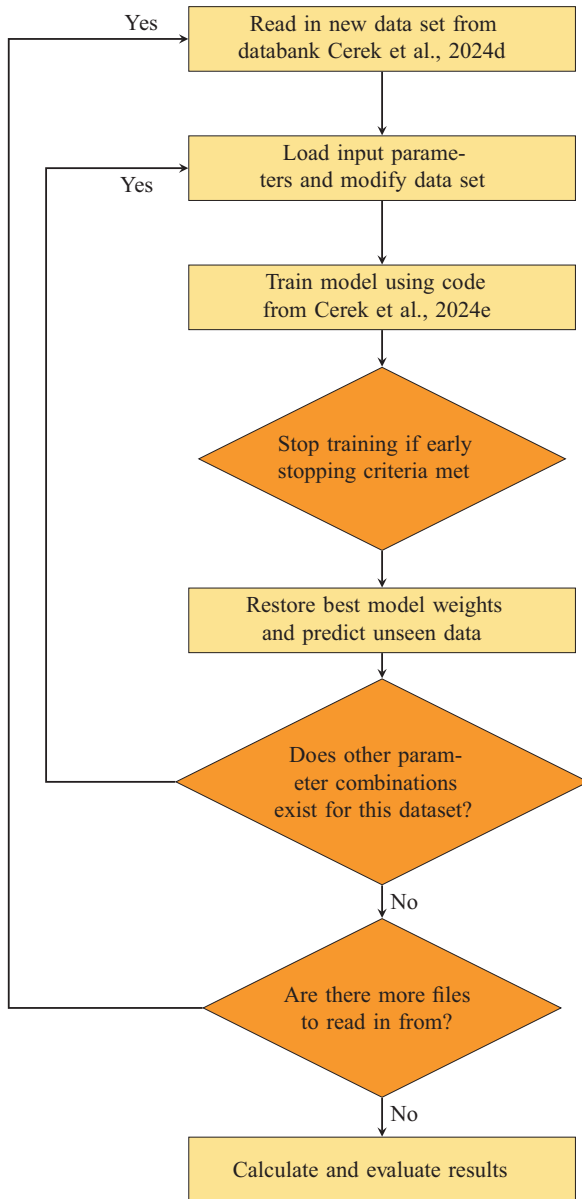 Yes
Read in new data set from
databank Cerek et al., 2024d
Yes
Load input parame-
ters and modify data set
Train model using code
from Cerek et al., 2024e
Stop training if early
stopping criteria met
Restore best model weights
and predict unseen data
Does other param-
eter combinations
exist for this dataset?
No
Are there more files
to read in from?
No
Calculate and evaluate results